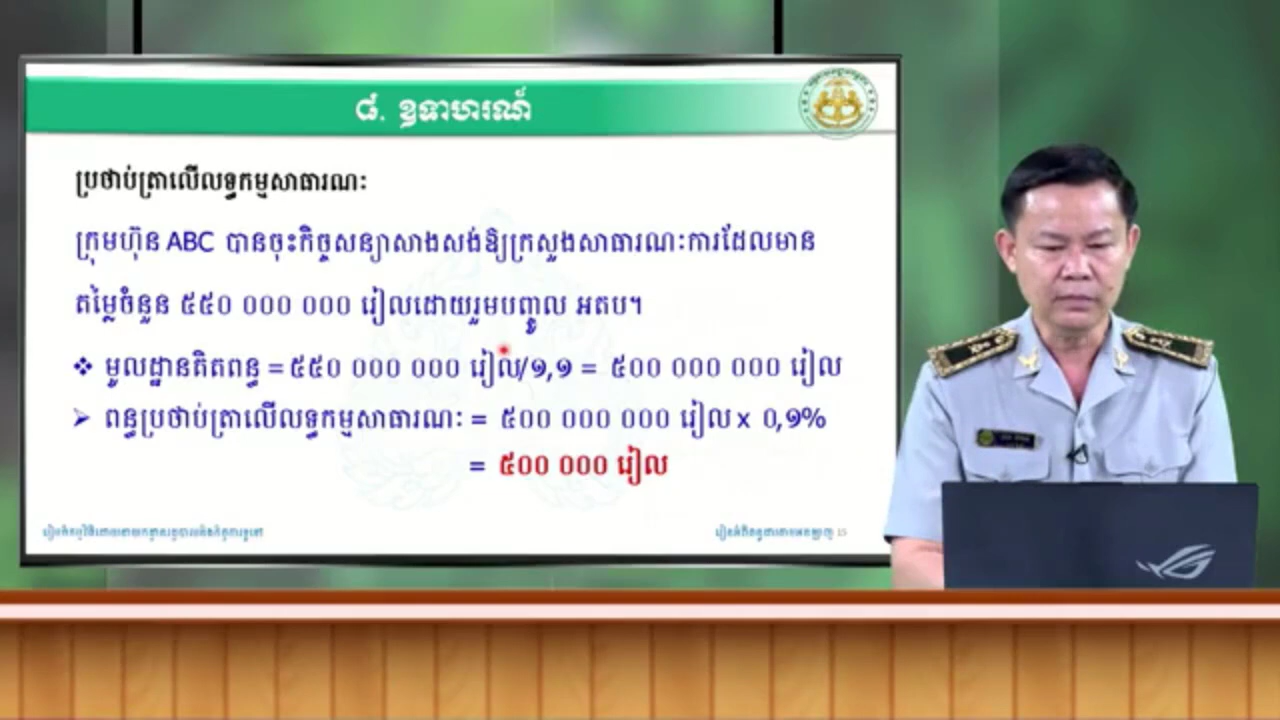 ៨. ឧទាហរណ៍
ប្រថាប់ត្រាលើលទ្ធកម្មសាធារណៈ
ក្រុមហ៊ុន ABC បានចុះកិច្ចសន្យាសាងសង់ឱ្យក្រសួងសាធារណៈការដែលមាន
តម្លៃចំនួន ៥៥០ ០០០ ០០០ រៀលដោយរួមបញ្ចូល អតប។
❖ មូលដ្ឋានគិតពន្ធ = ៥៥០ ០០០ ០០០ រៀល/១,១ = ៥០០ ០០០ ០០០ រៀល
➢ ពន្ធប្រថាប់ត្រាលើលទ្ធកម្មសាធារណៈ = ៥០០ ០០០ ០០០ រៀល x ០,១%
= ៥០០ ០០០ រៀល
15